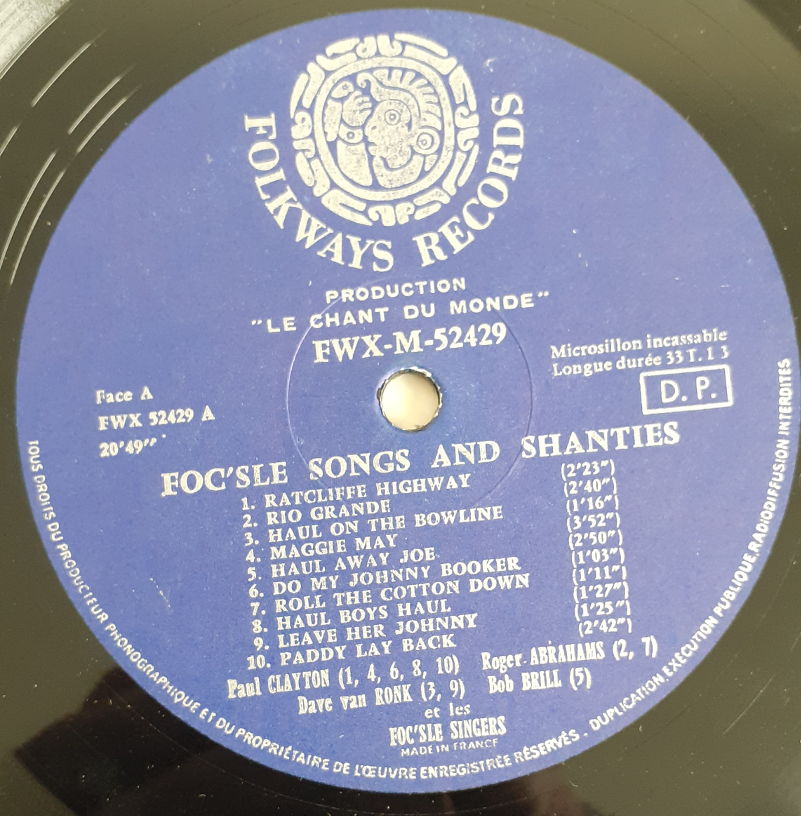 FOLKWAYS RECORDS
PRODUCTION
"LE CHANT DU MONDE"
FWX-M-52429
Microsillon incassable
Longue durée 33 T. 1 3
D. P.
Face A
FWX 52429 A
20'49"
FOC'SLE SONGS AND SHANTIES
1. RATCLIFFE HIGHWAY (2'23")
2. RIO GRANDE (2'40")
3. HAUL ON THE BOWLINE (1'16")
4. MAGGIE MAY (3'52")
5. HAUL AWAY JOE (2'50")
6. DO MY JOHNNY BOOKER (1'03")
7. ROLL THE COTTON DOWN (1'11")
8. HAUL BOYS HAUL (1'27")
9. LEAVE HER JOHNNY (1'25")
10. PADDY LAY BACK (2'42")
Paul CLAYTON (1, 4, 6, 8, 10) Roger ABRAHAMS (2, 7)
Dave van RONK (3, 9) Bob BRILL (5)
et les
FOC'SLE SINGERS
MADE IN FRANCE
TOUS DROITS DU PRODUCTEUR PHONOGRAPHIQUE ET DU PROPRIÉTAIRE DE L'ŒUVRE ENREGISTRÉE RÉSERVÉS. DUPLICATION, EXÉCUTION PUBLIQUE, RADIODIFFUSION INTERDITES